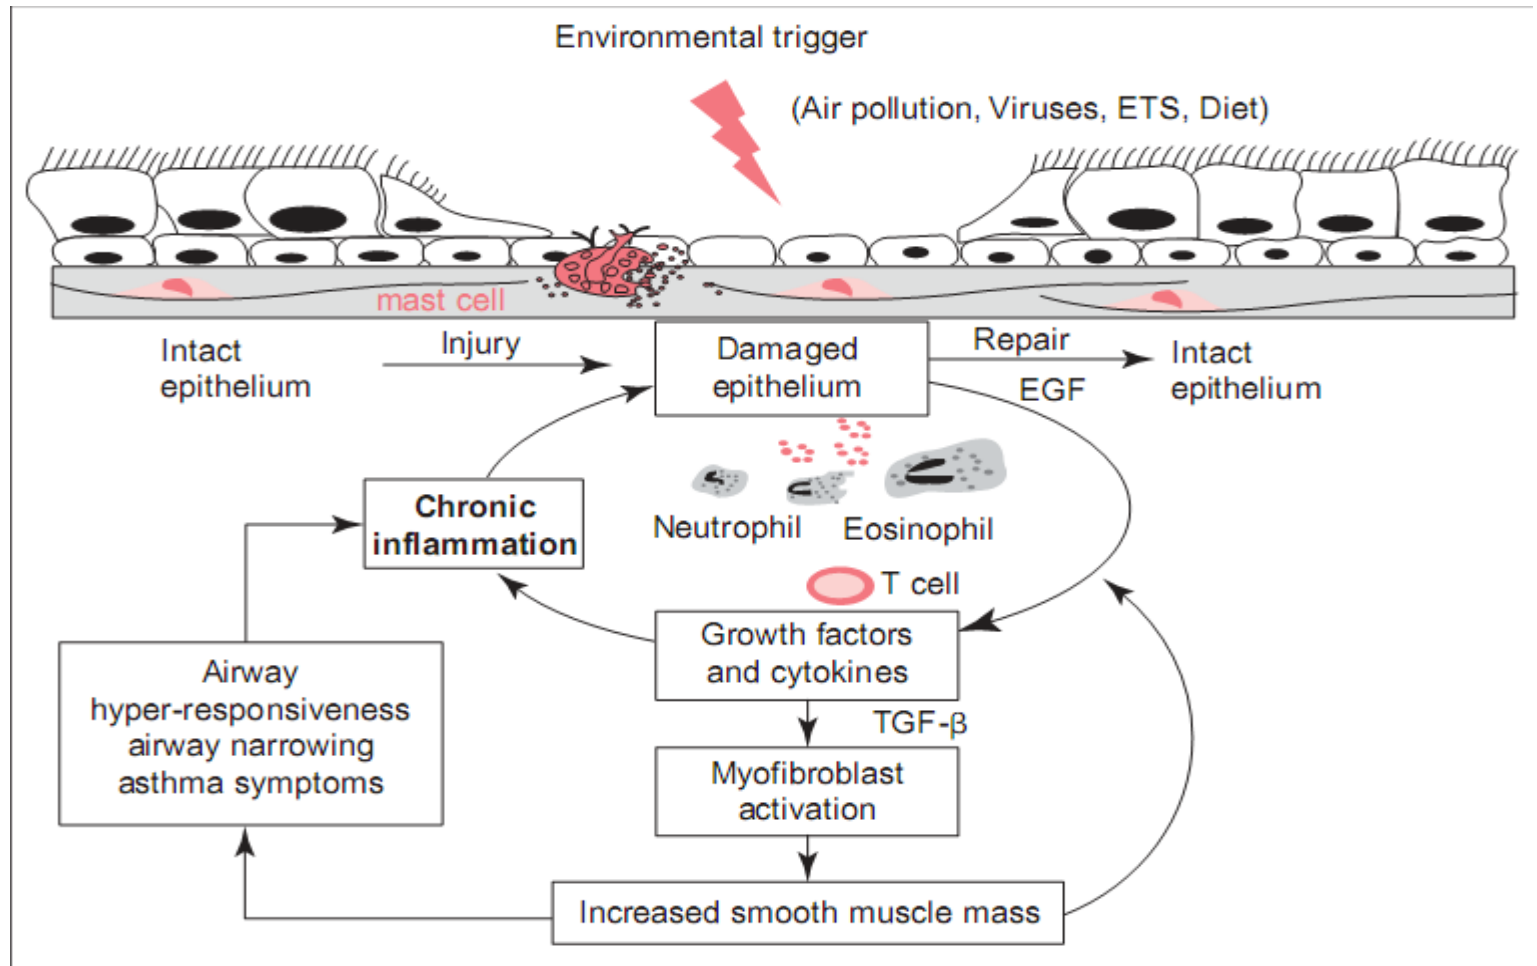 Environmental trigger
(Air pollution, Viruses, ETS, Diet)
mast cell
Intact
epithelium
Injury
Damaged
epithelium
Repair
EGF
Intact
epithelium
Chronic
inflammation
Neutrophil
Eosinophil
T cell
Growth factors
and cytokines
TGF-β
Airway
hyper-responsiveness
airway narrowing
asthma symptoms
Myofibroblast
activation
Increased smooth muscle mass